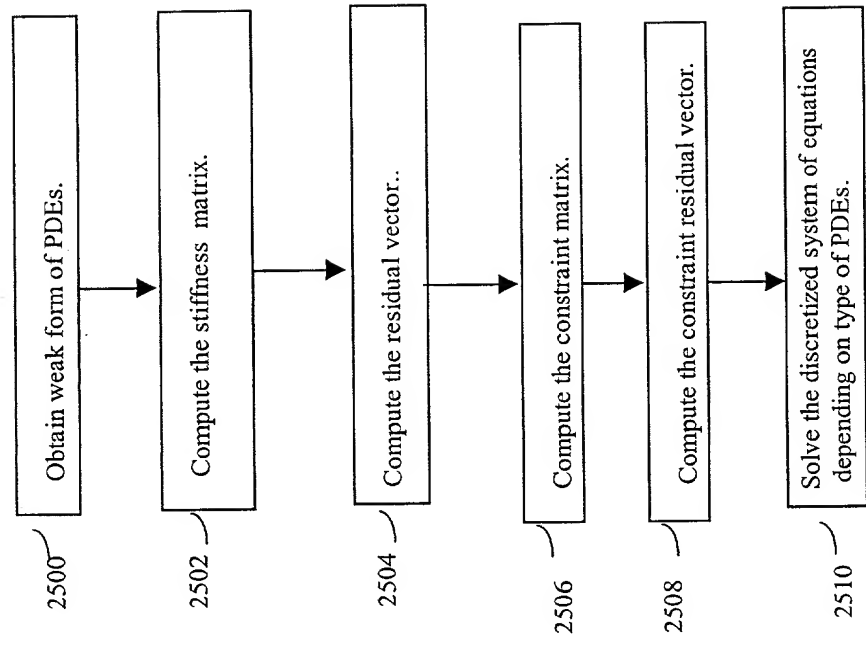 2500
Obtain weak form of PDEs.
2502
Compute the stiffness matrix.
2504
Compute the residual vector..
2506
Compute the constraint matrix.
2508
Compute the constraint residual vector.
2510
Solve the discretized system of equations
depending on type of PDEs.